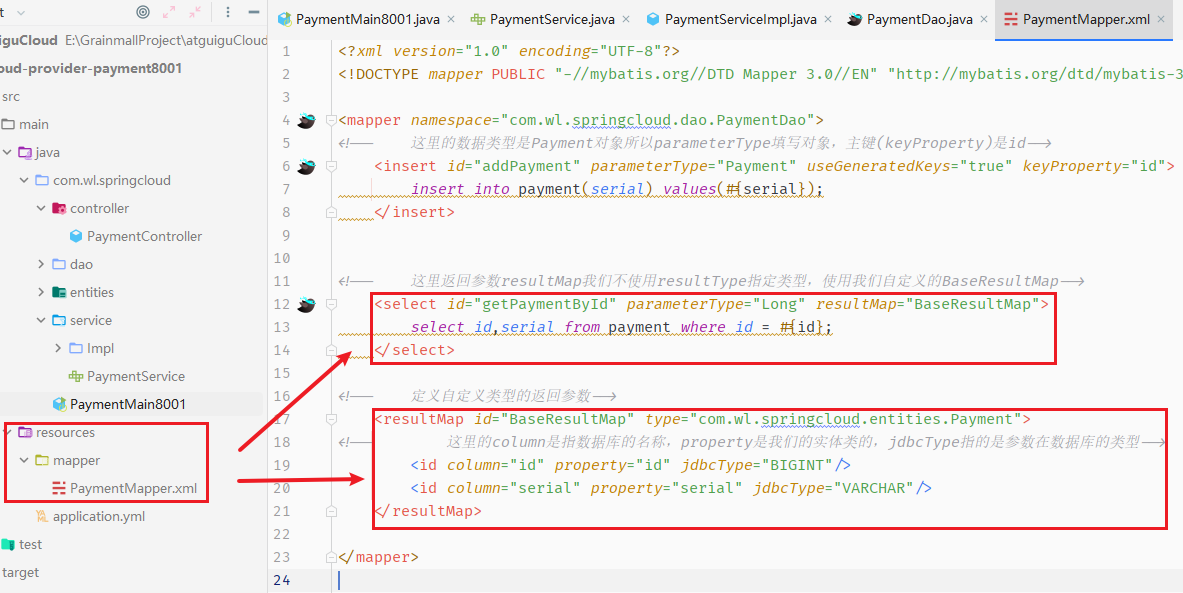 PaymentMain8001.java
PaymentService.java
PaymentServiceImpl.java
PaymentDao.java
PaymentMapper.xml
iguCloud E:\GrainmallProject\atguiguCloud
oud-provider-payment8001
src
main
java
com.wl.springcloud
controller
PaymentController
dao
entities
service
Impl
PaymentService
PaymentMain8001
resources
mapper
PaymentMapper.xml
application.yml
test
target
1 <?xml version="1.0" encoding="UTF-8"?>
2 <!DOCTYPE mapper PUBLIC "-//mybatis.org//DTD Mapper 3.0//EN" "http://mybatis.org/dtd/mybatis-3
3
4 <mapper namespace="com.wl.springcloud.dao.PaymentDao">
5 <!-- 这里的数据类型是Payment对象所以parameterType填写对象，主键(keyProperty)是id-->
6 <insert id="addPayment" parameterType="Payment" useGeneratedKeys="true" keyProperty="id">
7 insert into payment(serial) values(#{serial});
8 </insert>
9
10
11 <!-- 这里返回参数resultMap我们不使用resultType指定类型，使用我们自定义的BaseResultMap-->
12 <select id="getPaymentById" parameterType="Long" resultMap="BaseResultMap">
13 select id,serial from payment where id = #{id};
14 </select>
15
16 <!-- 定义自定义类型的返回参数-->
17 <resultMap id="BaseResultMap" type="com.wl.springcloud.entities.Payment">
18 <!-- 这里的column是指数据库的名称，property是我们的实体类的，jdbcType指的是参数在数据库的类型-->
19 <id column="id" property="id" jdbcType="BIGINT"/>
20 <id column="serial" property="serial" jdbcType="VARCHAR"/>
21 </resultMap>
22
23 </mapper>
24